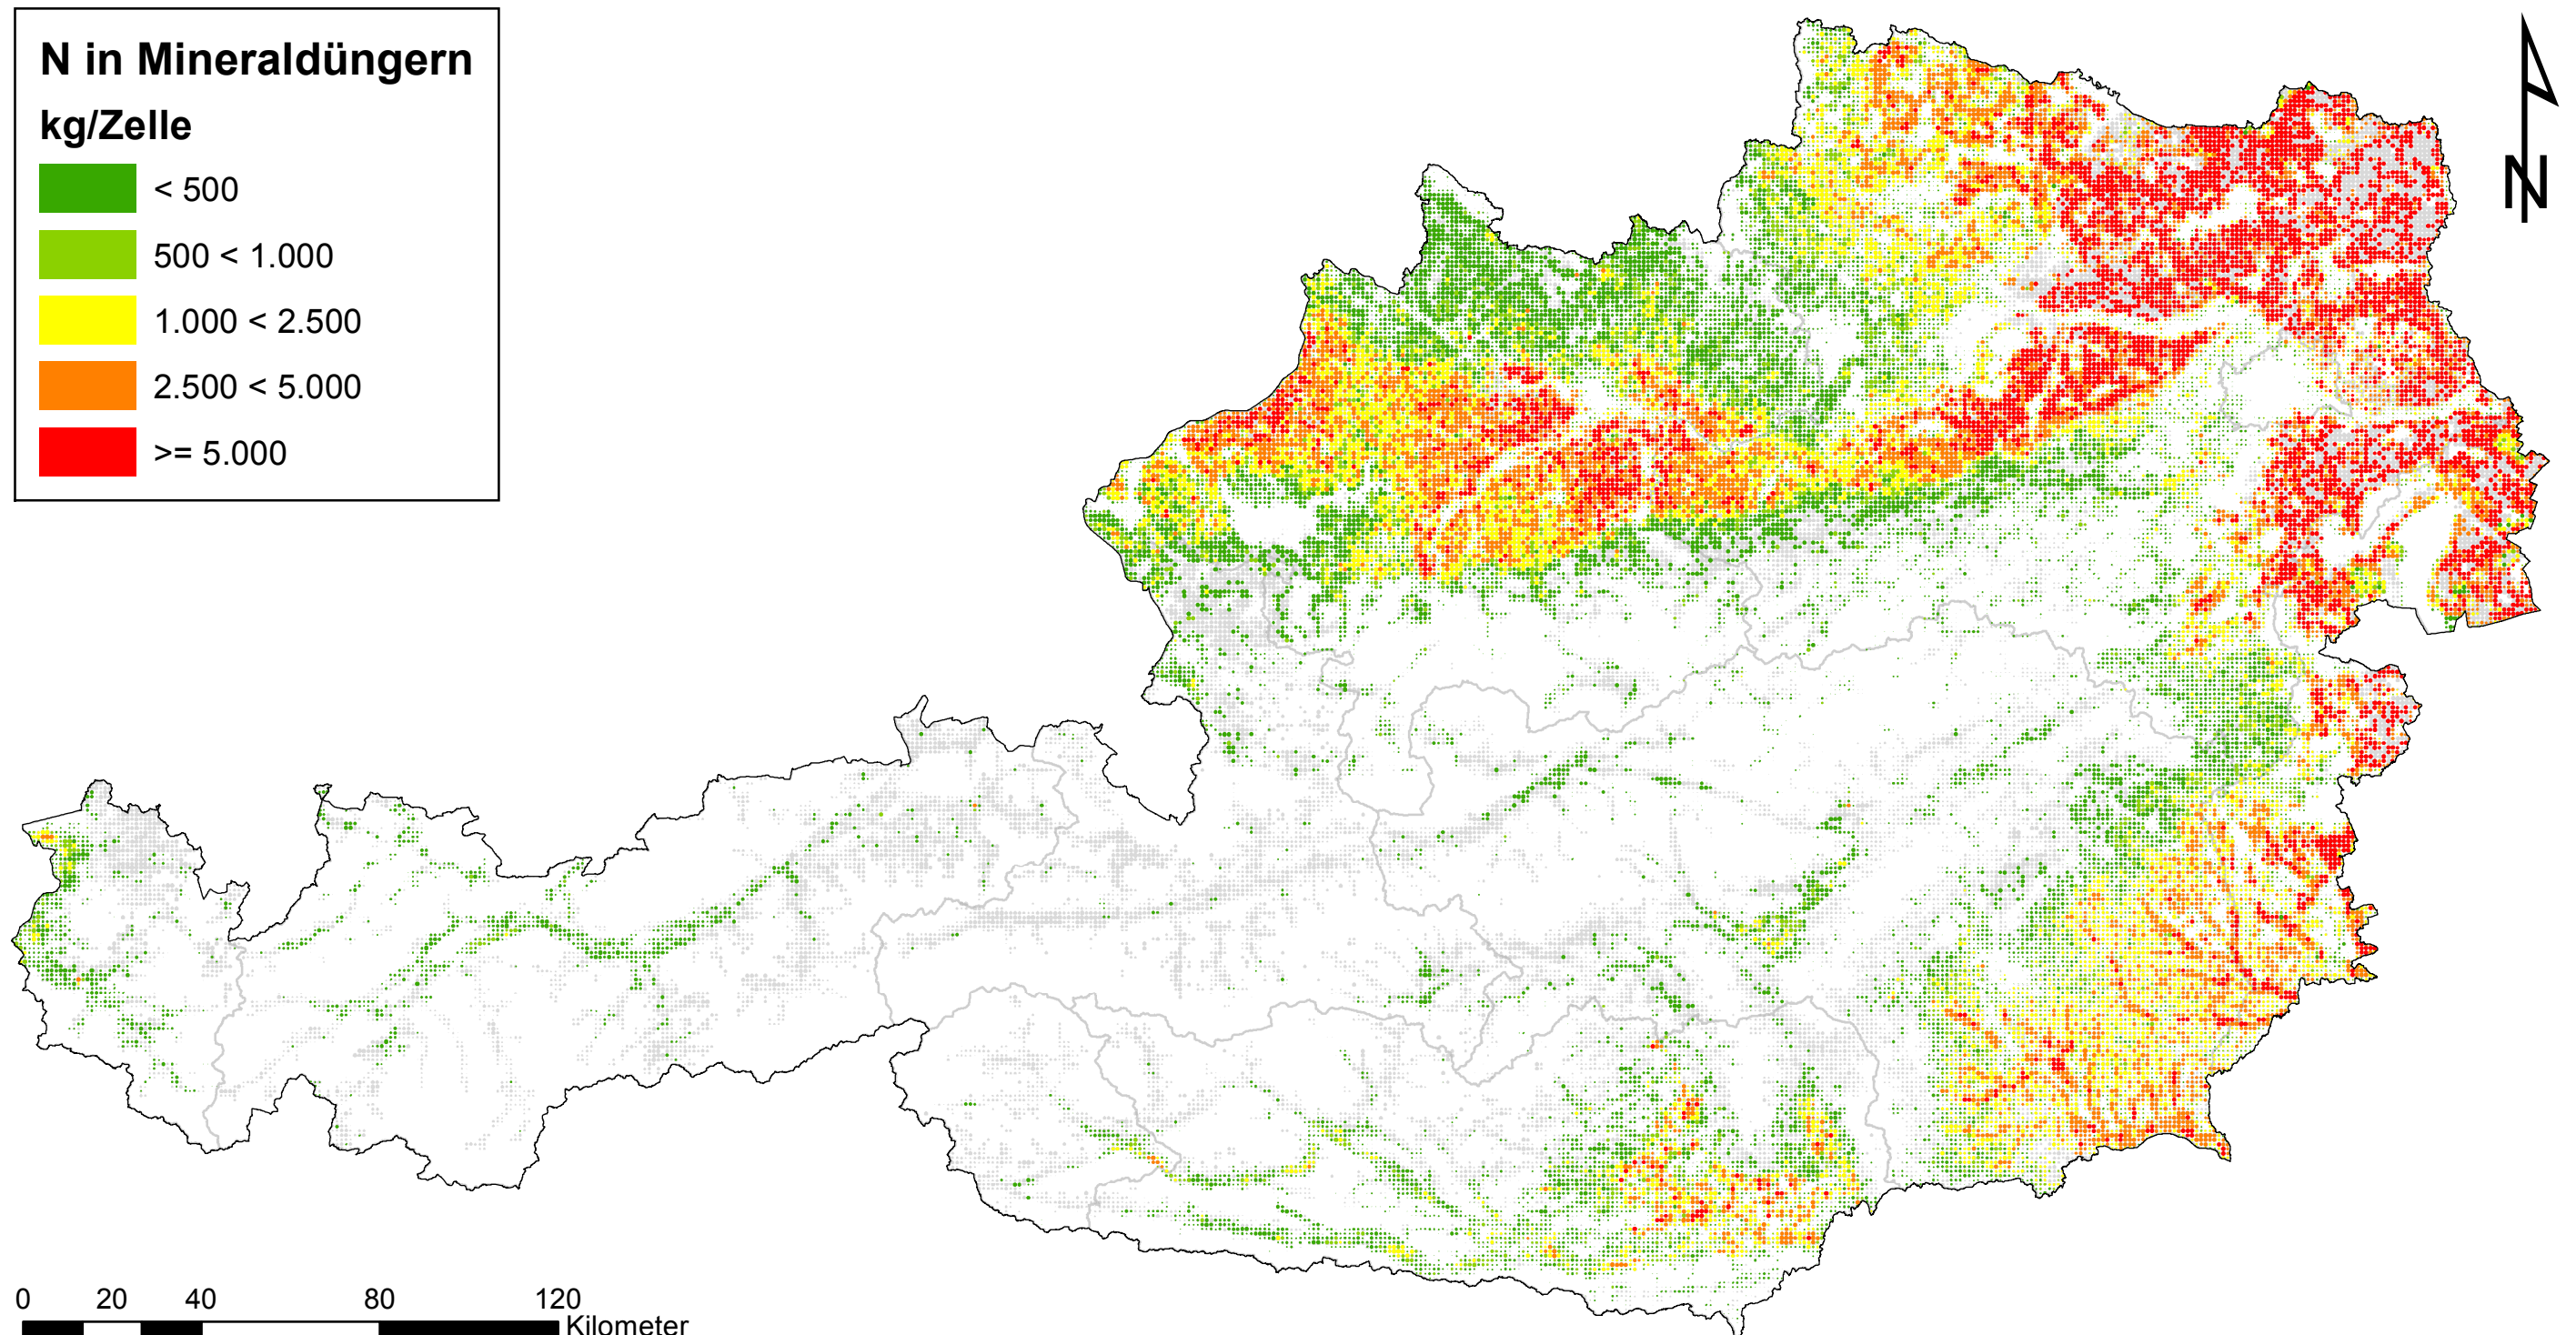 N in Mineraldüngern
kg/Zelle
< 500
500 < 1.000
1.000 < 2.500
2.500 < 5.000
>= 5.000
N
0 20 40 80 120
Kilometer